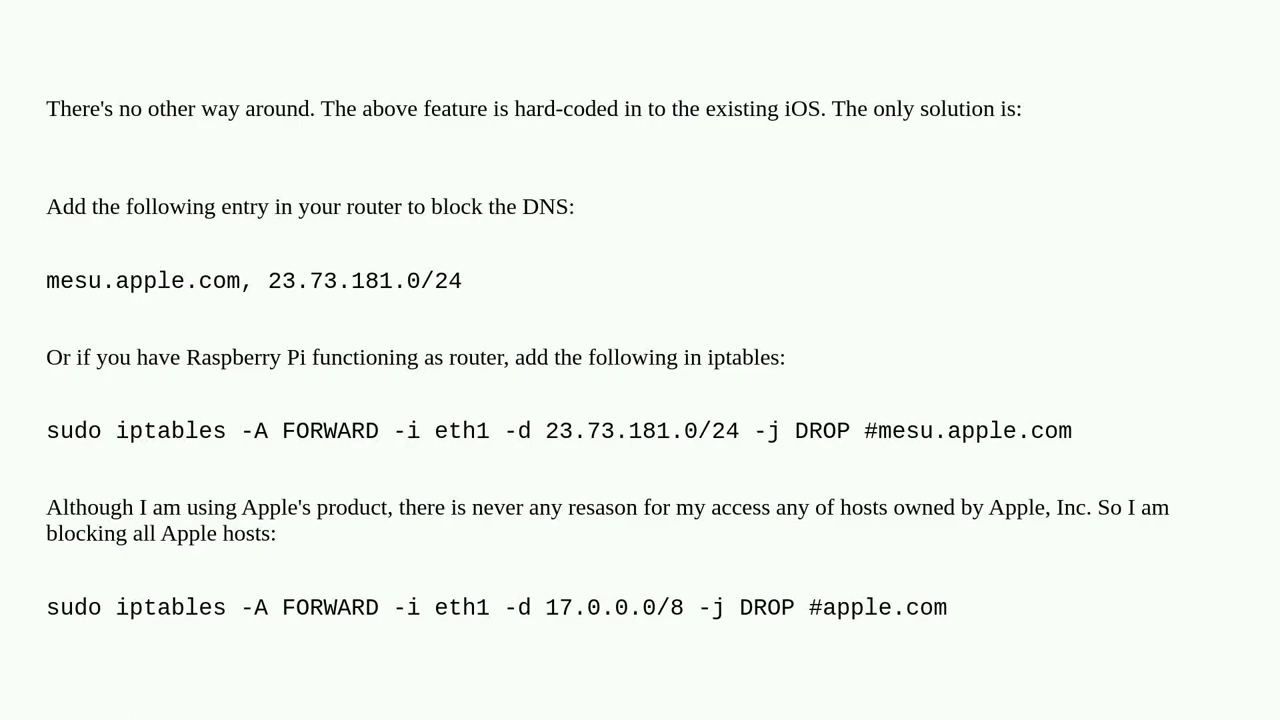 There's no other way around. The above feature is hard-coded in to the existing iOS. The only solution is:
Add the following entry in your router to block the DNS:
mesu.apple.com, 23.73.181.0/24
Or if you have Raspberry Pi functioning as router, add the following in iptables:
sudo iptables -A FORWARD -i eth1 -d 23.73.181.0/24 -j DROP #mesu.apple.com
Although I am using Apple's product, there is never any resason for my access any of hosts owned by Apple, Inc. So I am
blocking all Apple hosts:
sudo iptables -A FORWARD -i eth1 -d 17.0.0.0/8 -j DROP #apple.com